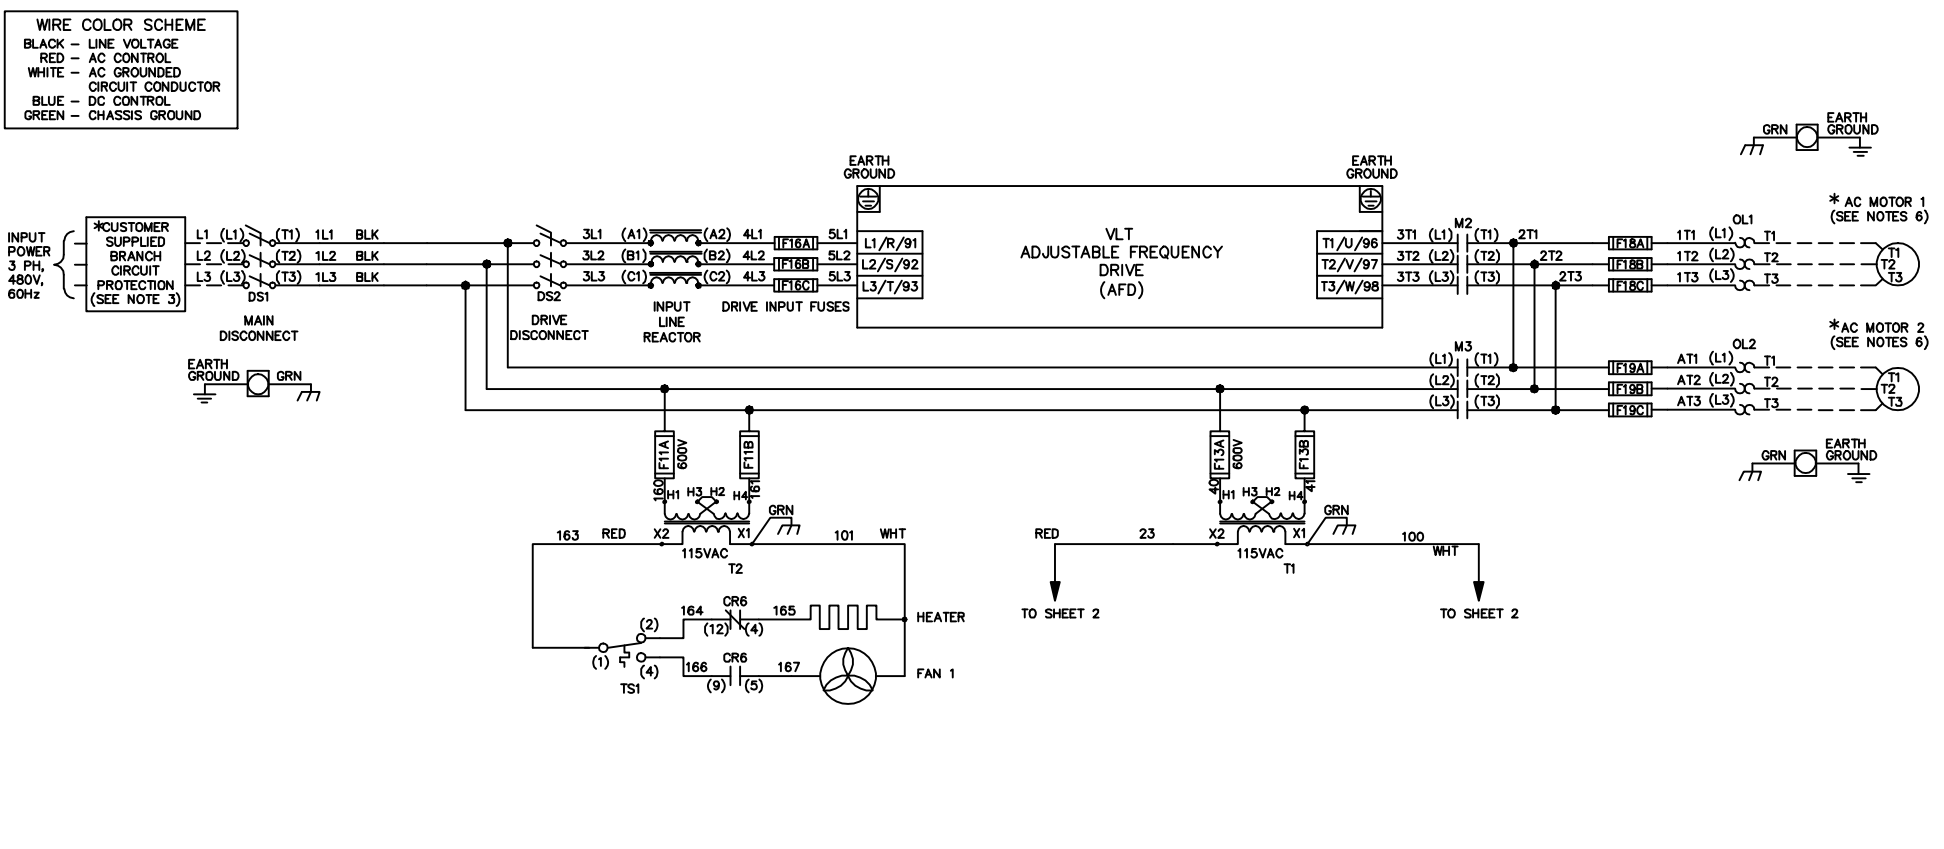 WIRE COLOR SCHEME
BLACK - LINE VOLTAGE
RED - AC CONTROL
WHITE - AC GROUNDED
CIRCUIT CONDUCTOR
BLUE - DC CONTROL
GREEN - CHASSIS GROUND
GRN
EARTH
GROUND
EARTH
GROUND
EARTH
GROUND
INPUT
POWER
3 PH,
480V,
60Hz
*CUSTOMER
SUPPLIED
BRANCH
CIRCUIT
PROTECTION
(SEE NOTE 3)
L1 (L1) (T1) 1L1 BLK
L2 (L2) (T2) 1L2 BLK
L3 (L3) (T3) 1L3 BLK
DS1
MAIN
DISCONNECT
DS2
DRIVE
DISCONNECT
3L1 (A1) (A2) 4L1 F16A 5L1
3L2 (B1) (B2) 4L2 F16B 5L2
3L3 (C1) (C2) 4L3 F16C 5L3
INPUT
LINE
REACTOR
DRIVE INPUT FUSES
L1/R/91
L2/S/92
L3/T/93
VLT
ADJUSTABLE FREQUENCY
DRIVE
(AFD)
T1/U/96
T2/V/97
T3/W/98
M2
3T1 (L1) (T1) 2T1
3T2 (L2) (T2) 2T2
3T3 (L3) (T3) 2T3
OL1
F18A 1T1 (L1) T1
F18B 1T2 (L2) T2
F18C 1T3 (L3) T3
* AC MOTOR 1
(SEE NOTES 6)
T1
T2
T3
EARTH
GROUND
GRN
M3
(L1) (T1)
(L2) (T2)
(L3) (T3)
OL2
F19A AT1 (L1) T1
F19B AT2 (L2) T2
F19C AT3 (L3) T3
* AC MOTOR 2
(SEE NOTES 6)
T1
T2
T3
GRN
EARTH
GROUND
F11A
600V
F11B
160
161
H1 H3 H2 H4
GRN
163 RED X2 X1 101 WHT
115VAC
T2
F13A
600V
F13B
40
41
H1 H3 H2 H4
GRN
RED 23 X2 X1 100
WHT
115VAC
T1
TO SHEET 2
TO SHEET 2
164 CR6 165
(12) (4)
HEATER
(2)
(1)
(4)
TS1
166 CR6 167
(9) (5)
FAN 1